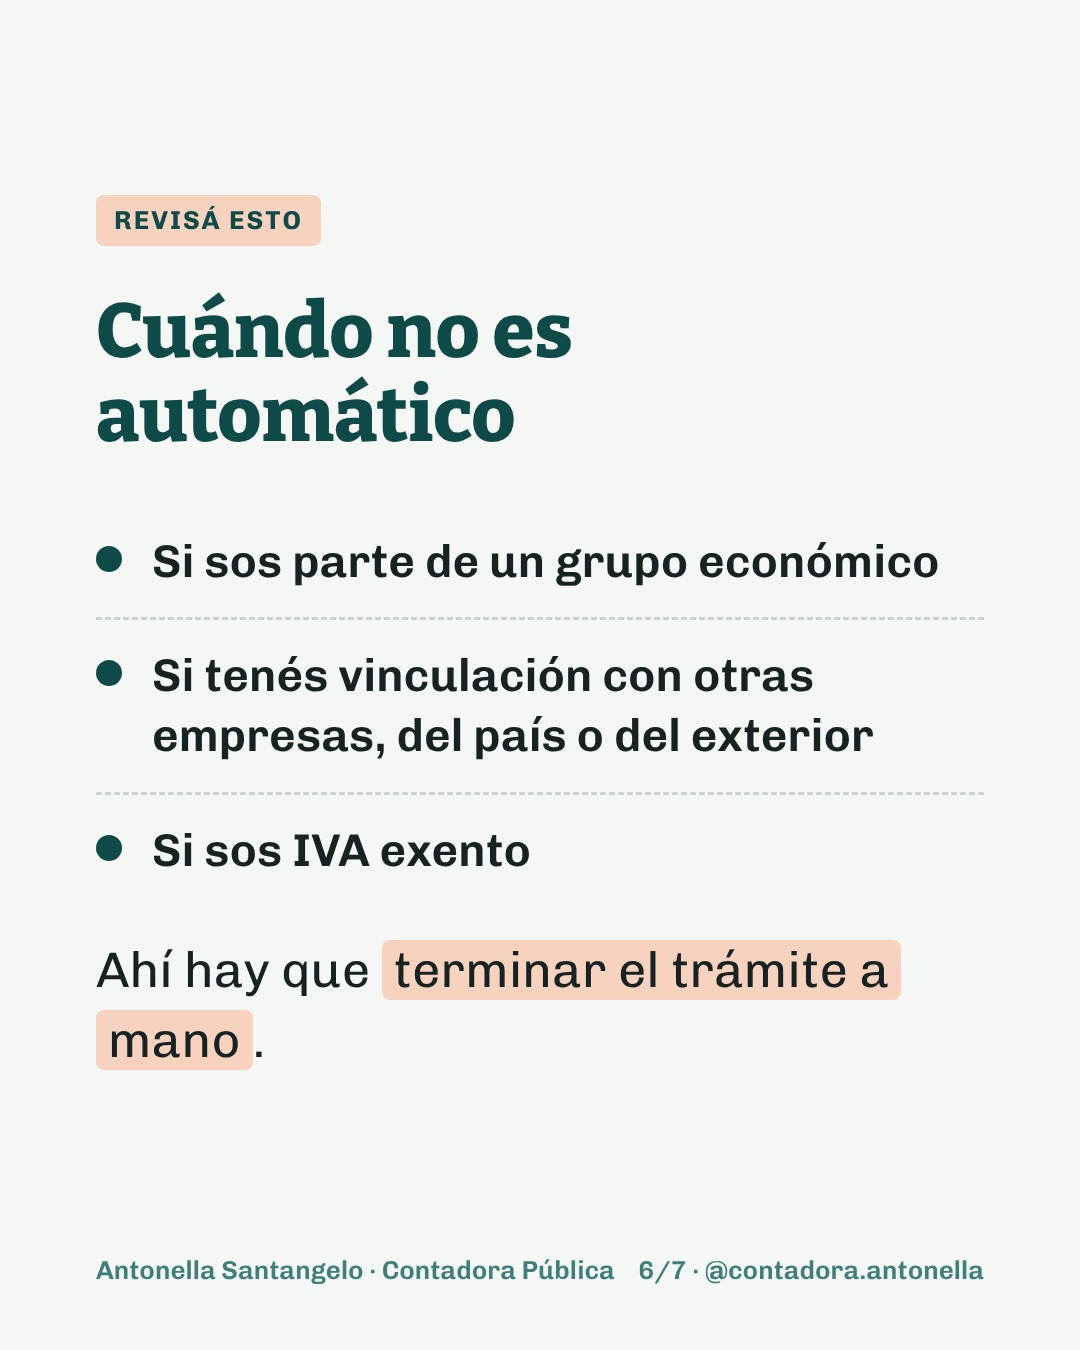 REVISÁ ESTO
Cuándo no es
automático
Si sos parte de un grupo económico
Si tenés vinculación con otras
empresas, del país o del exterior
Si sos IVA exento
Ahí hay que terminar el trámite a
mano.
Antonella Santangelo · Contadora Pública 6/7 · @contadora.antonella